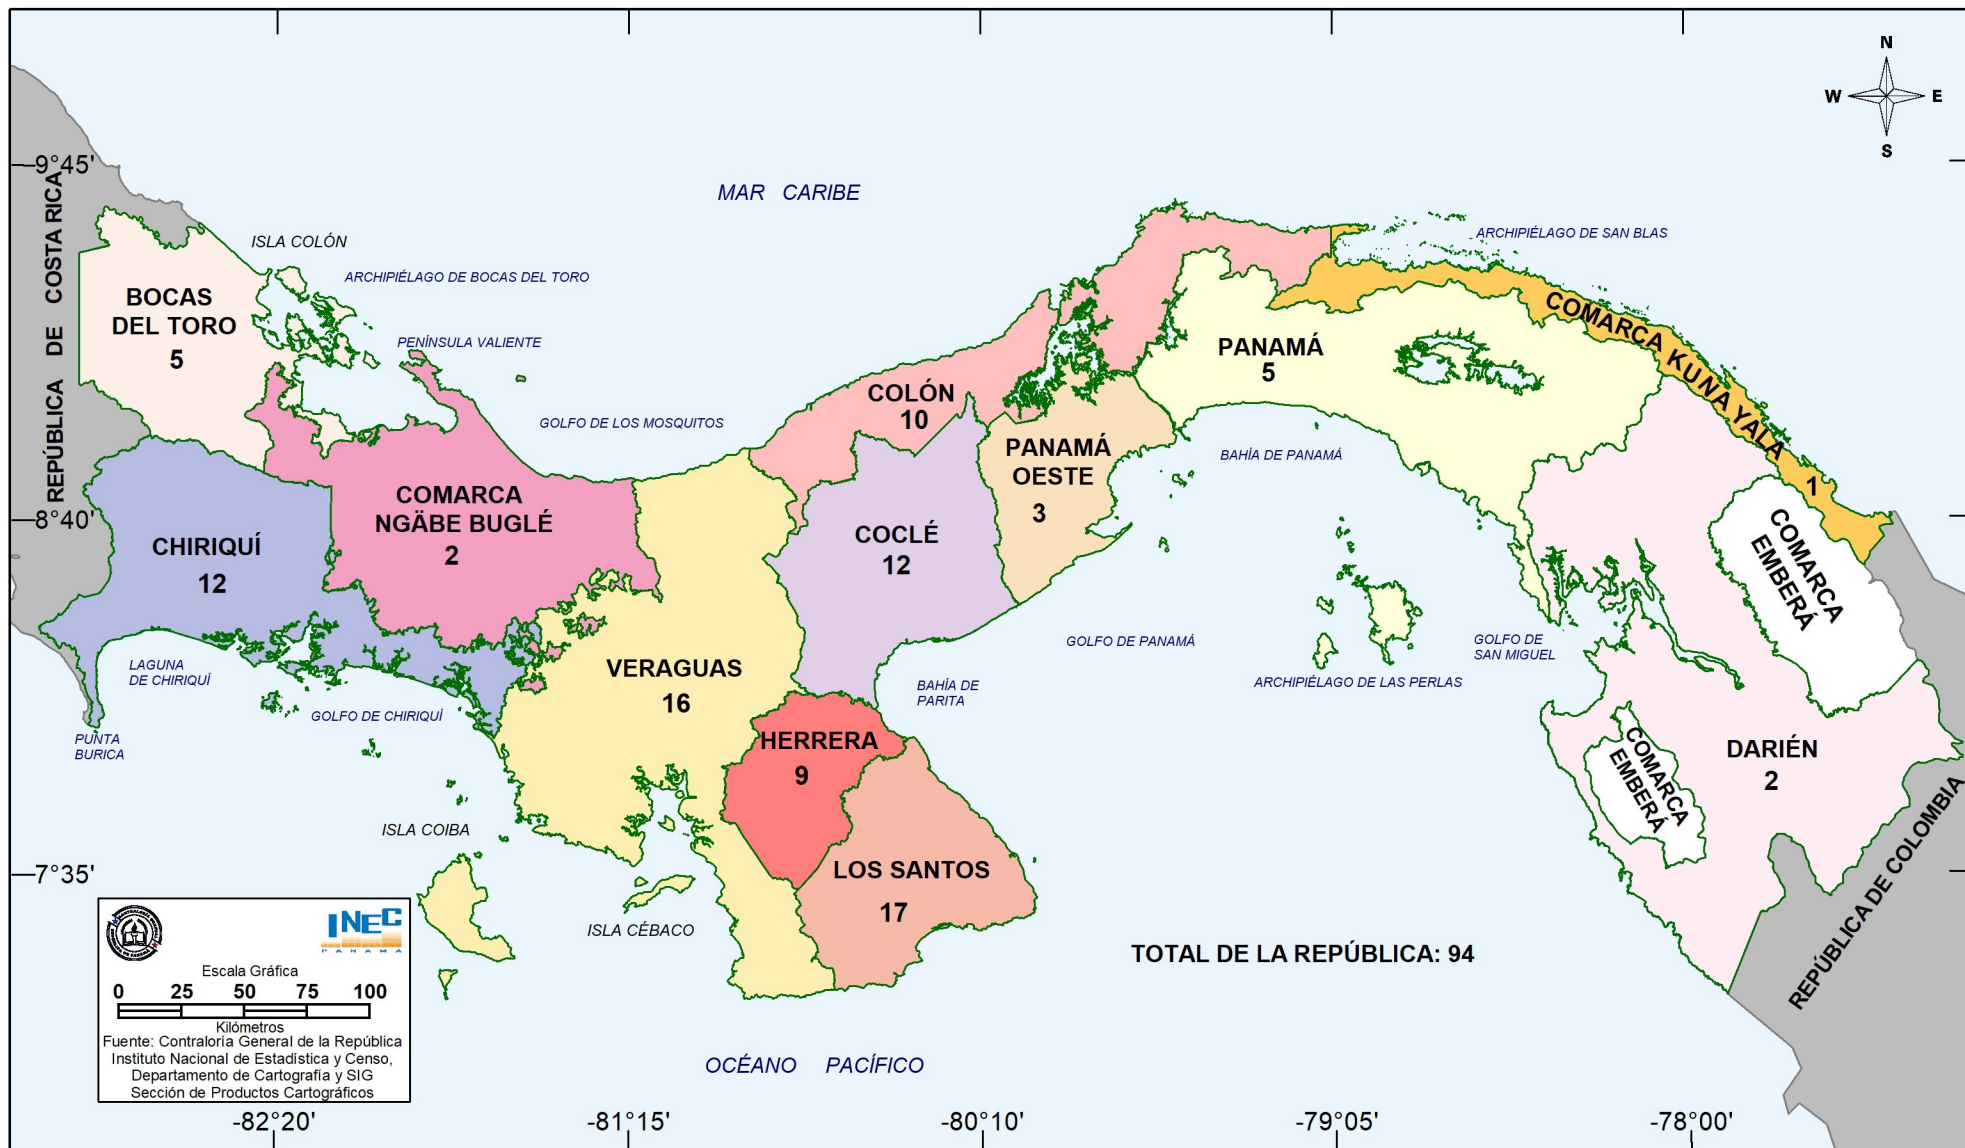 N
W
E
S
9°45'
8°40'
7°35'
REPÚBLICA DE COSTA RICA
MAR CARIBE
ISLA COLÓN
ARCHIPIÉLAGO DE BOCAS DEL TORO
PENÍNSULA VALIENTE
GOLFO DE LOS MOSQUITOS
ARCHIPIÉLAGO DE SAN BLAS
BOCAS
DEL TORO
5
COMARCA KUNA YALA
1
PANAMÁ
5
COLÓN
10
PANAMÁ
OESTE
3
BAHÍA DE PANAMÁ
COMARCA
NGÄBE BUGLÉ
2
CHIRIQUÍ
12
COCLÉ
12
COMARCA
EMBERÁ
VERAGUAS
16
LAGUNA
DE CHIRIQUÍ
GOLFO DE CHIRIQUÍ
PUNTA
BURICA
BAHÍA DE
PARITA
GOLFO DE PANAMÁ
ARCHIPIÉLAGO DE LAS PERLAS
GOLFO DE
SAN MIGUEL
HERRERA
9
COMARCA
EMBERÁ
DARIÉN
2
ISLA COIBA
LOS SANTOS
17
ISLA CÉBACO
REPÚBLICA DE COLOMBIA
TOTAL DE LA REPÚBLICA: 94
OCÉANO PACÍFICO
INEC
PANAMÁ
Escala Gráfica
0 25 50 75 100
Kilómetros
Fuente: Contraloría General de la República
Instituto Nacional de Estadística y Censo,
Departamento de Cartografía y SIG
Sección de Productos Cartográficos
-82°20' -81°15' -80°10' -79°05' -78°00'